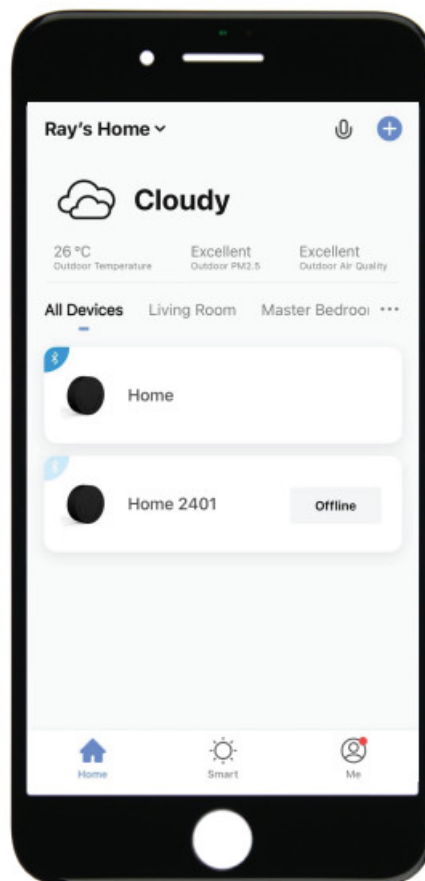 Ray's Home
Cloudy
26 °C Excellent Excellent
Outdoor Temperature Outdoor PM2.5 Outdoor Air Quality
All Devices Living Room Master Bedroo ···
Home
Home 2401 Offline
Home Smart Me